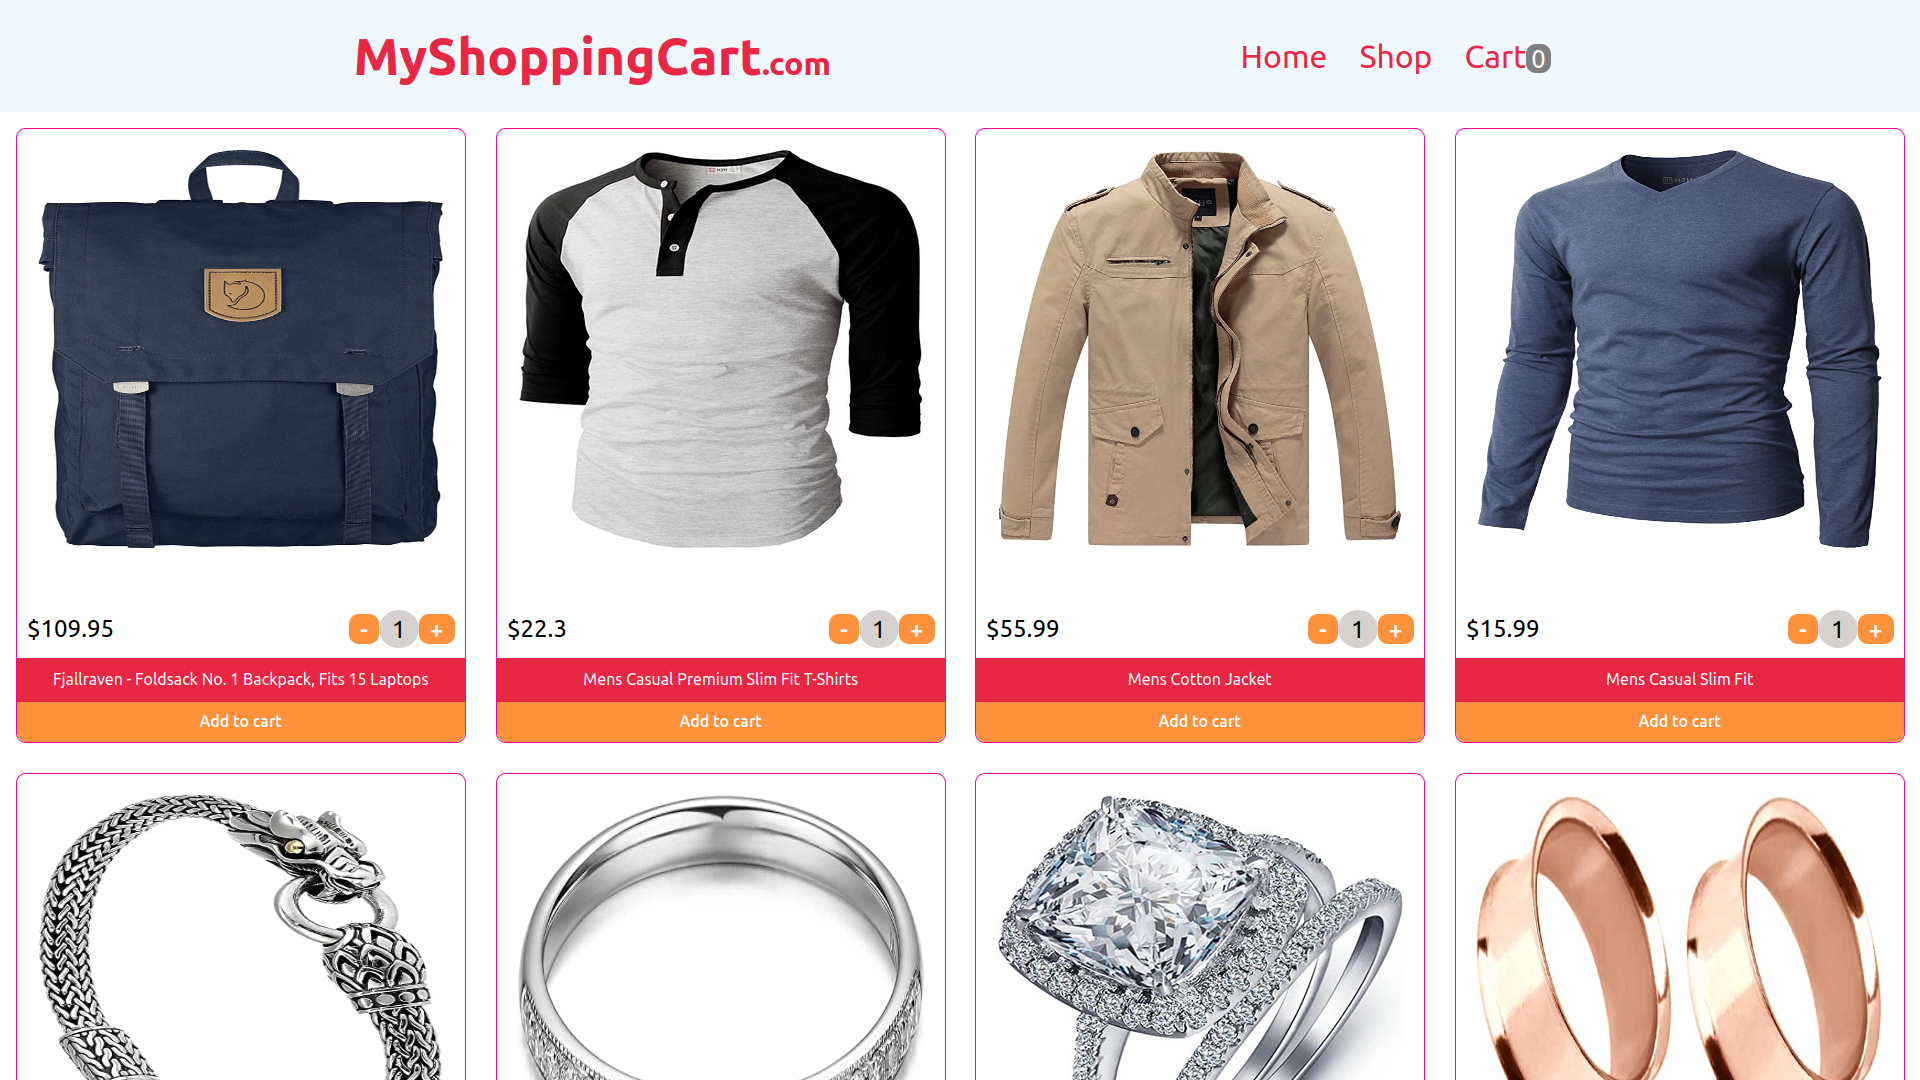 MyShoppingCart.com
Home Shop Cart0
$109.95 - 1 +
Fjallraven - Foldsack No. 1 Backpack, Fits 15 Laptops
Add to cart
$22.3 - 1 +
Mens Casual Premium Slim Fit T-Shirts
Add to cart
$55.99 - 1 +
Mens Cotton Jacket
Add to cart
$15.99 - 1 +
Mens Casual Slim Fit
Add to cart